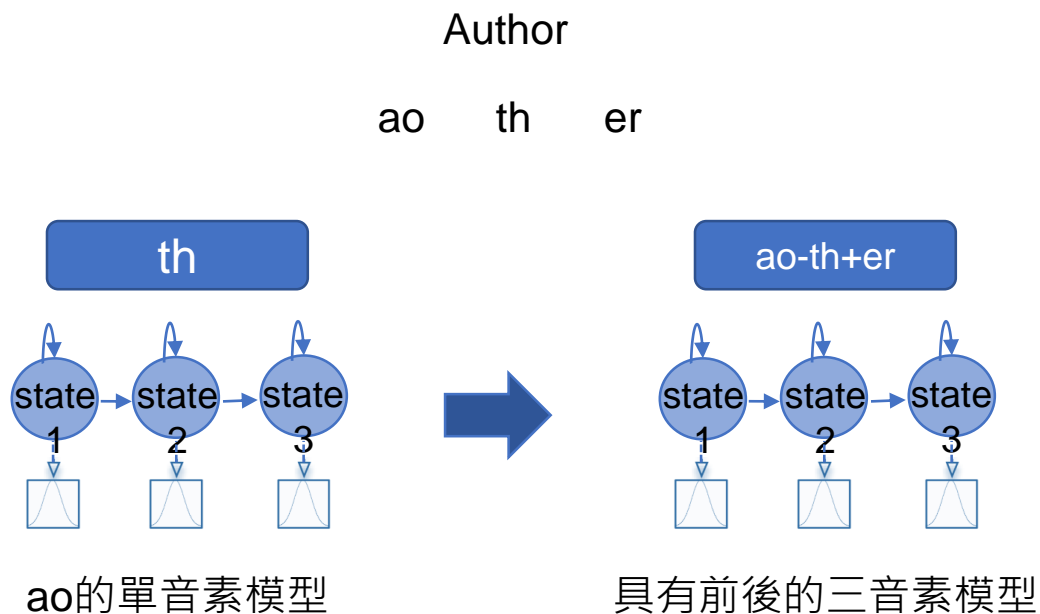 Author
ao th er
th
ao-th+er
state 1
state 2
state 3
state 1
state 2
state 3
ao的單音素模型
具有前後的三音素模型